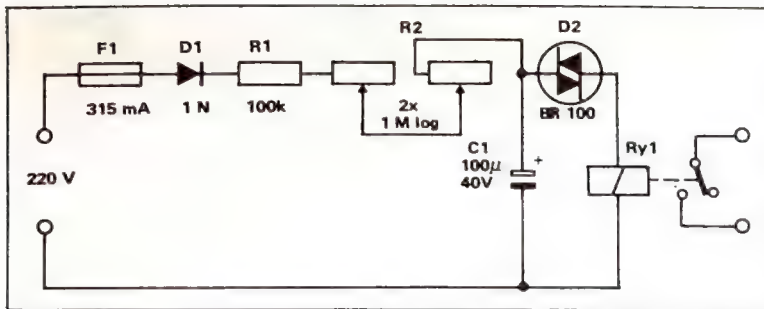 F1
D1
R1
R2
D2
315 mA
1 N
100k
2x
1 M log
BR 100
220 V
C1
100μ
40V
+
Ry1